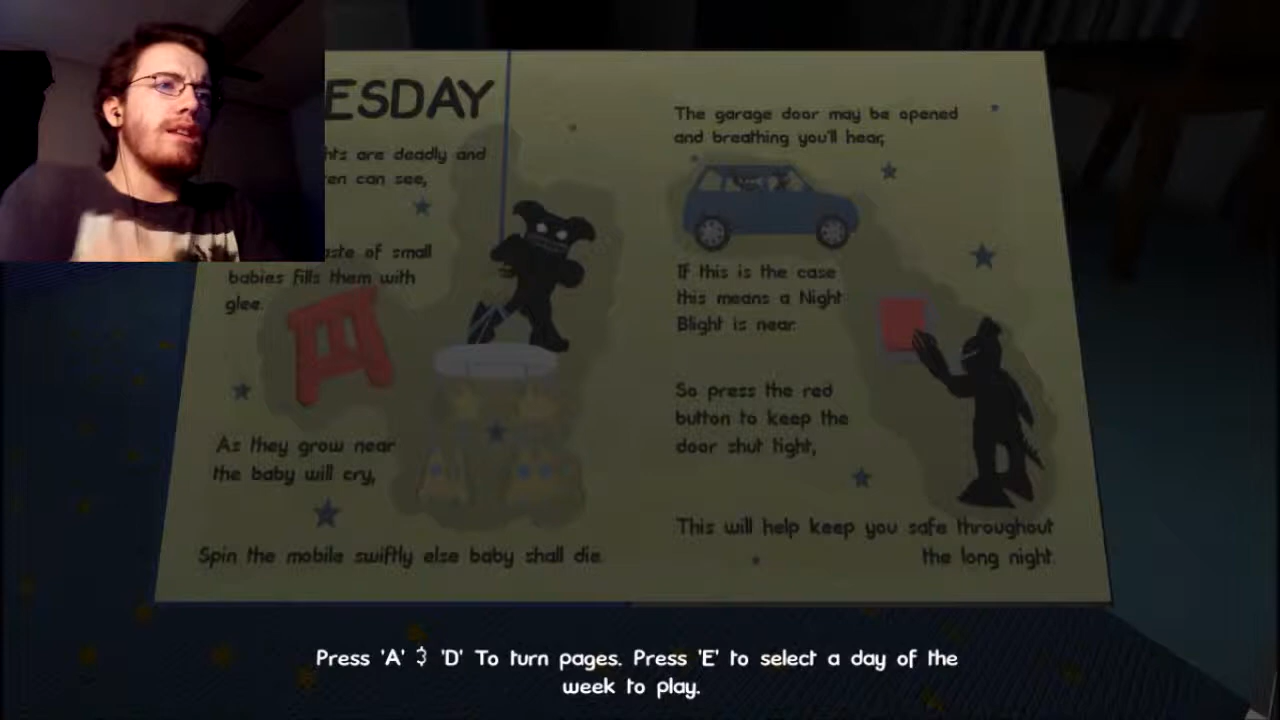 ESDAY
hts are deadly and
en can see,
aste of small
babies fills them with
glee.
As they grow near
the baby will cry,
Spin the mobile swiftly else baby shall die.
The garage door may be opened
and breathing you'll hear,
If this is the case
this means a Night
Blight is near.
So press the red
button to keep the
door shut tight,
This will help keep you safe throughout
the long night.
Press 'A' & 'D' To turn pages. Press 'E' to select a day of the
week to play.